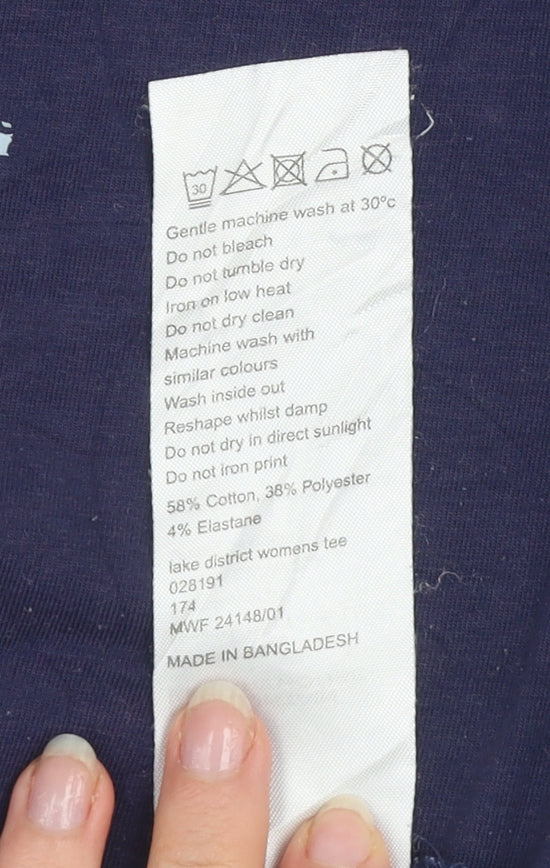 30
Gentle machine wash at 30ºc
Do not bleach
Do not tumble dry
Iron on low heat
Do not dry clean
Machine wash with
similar colours
Wash inside out
Reshape whilst damp
Do not dry in direct sunlight
Do not iron print
58% Cotton, 38% Polyester
4% Elastane
lake district womens tee
028191
174
MWF 24148/01
MADE IN BANGLADESH